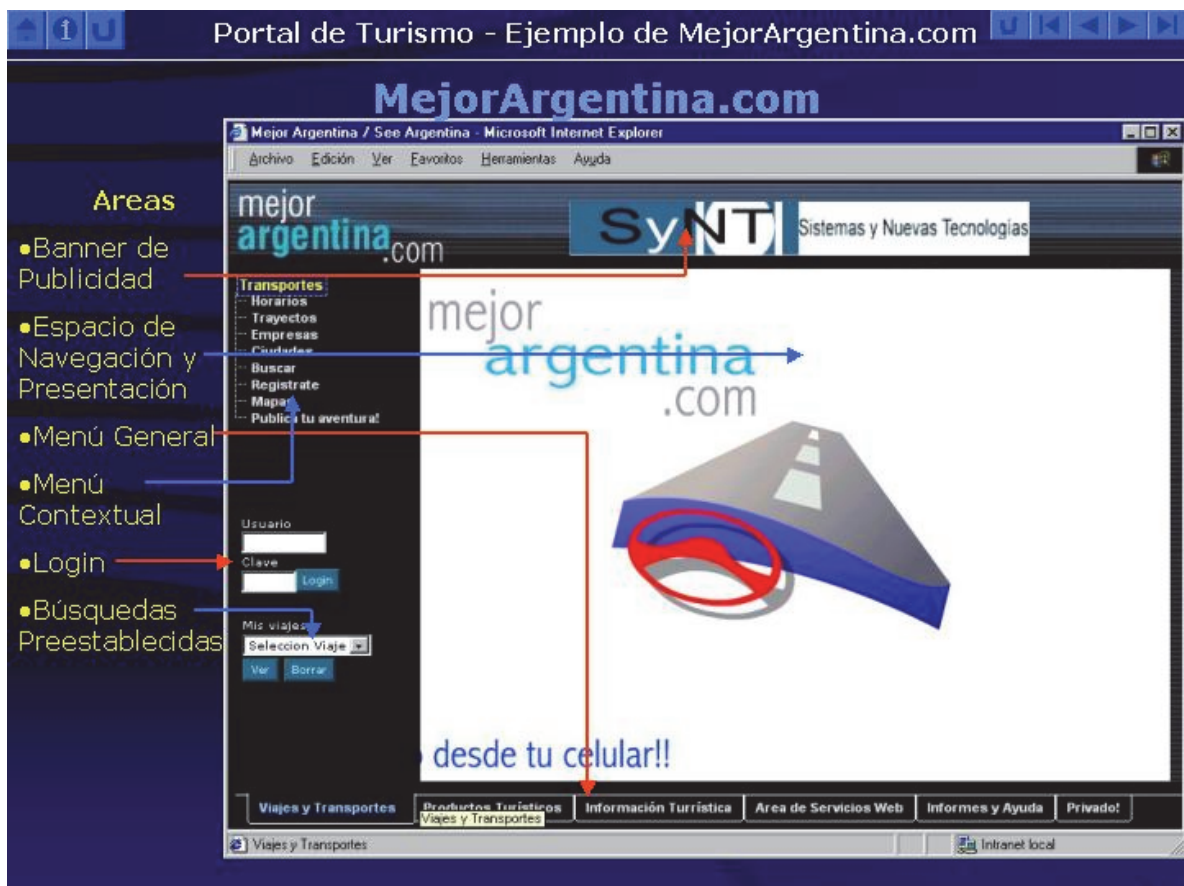 Portal de Turismo - Ejemplo de MejorArgentina.com
MejorArgentina.com
Areas
•Banner de
Publicidad
•Espacio de
Navegación y
Presentación
•Menú General
•Menú
Contextual
•Login
•Búsquedas
Preestablecidas
Mejor Argentina / See Argentina - Microsoft Internet Explorer
Archivo Edición Ver Favoritos Herramientas Ayuda
mejor
argentina
.com
SyNT Sistemas y Nuevas Tecnologías
Transportes
Horarios
Trayectos
Empresas
Ciudades
Buscar
Registrate
Mapas
Publica tu aventura!
Usuario
Clave
Login
Mis viajes
Seleccion Viaje
Ver Borrar
mejor
argentina
.com
o desde tu celular!!
Viajes y Transportes Productos Turísticos Información Turrística Area de Servicios Web Informes y Ayuda Privado!
Viajes y Transportes
Viajes y Transportes Intranet local